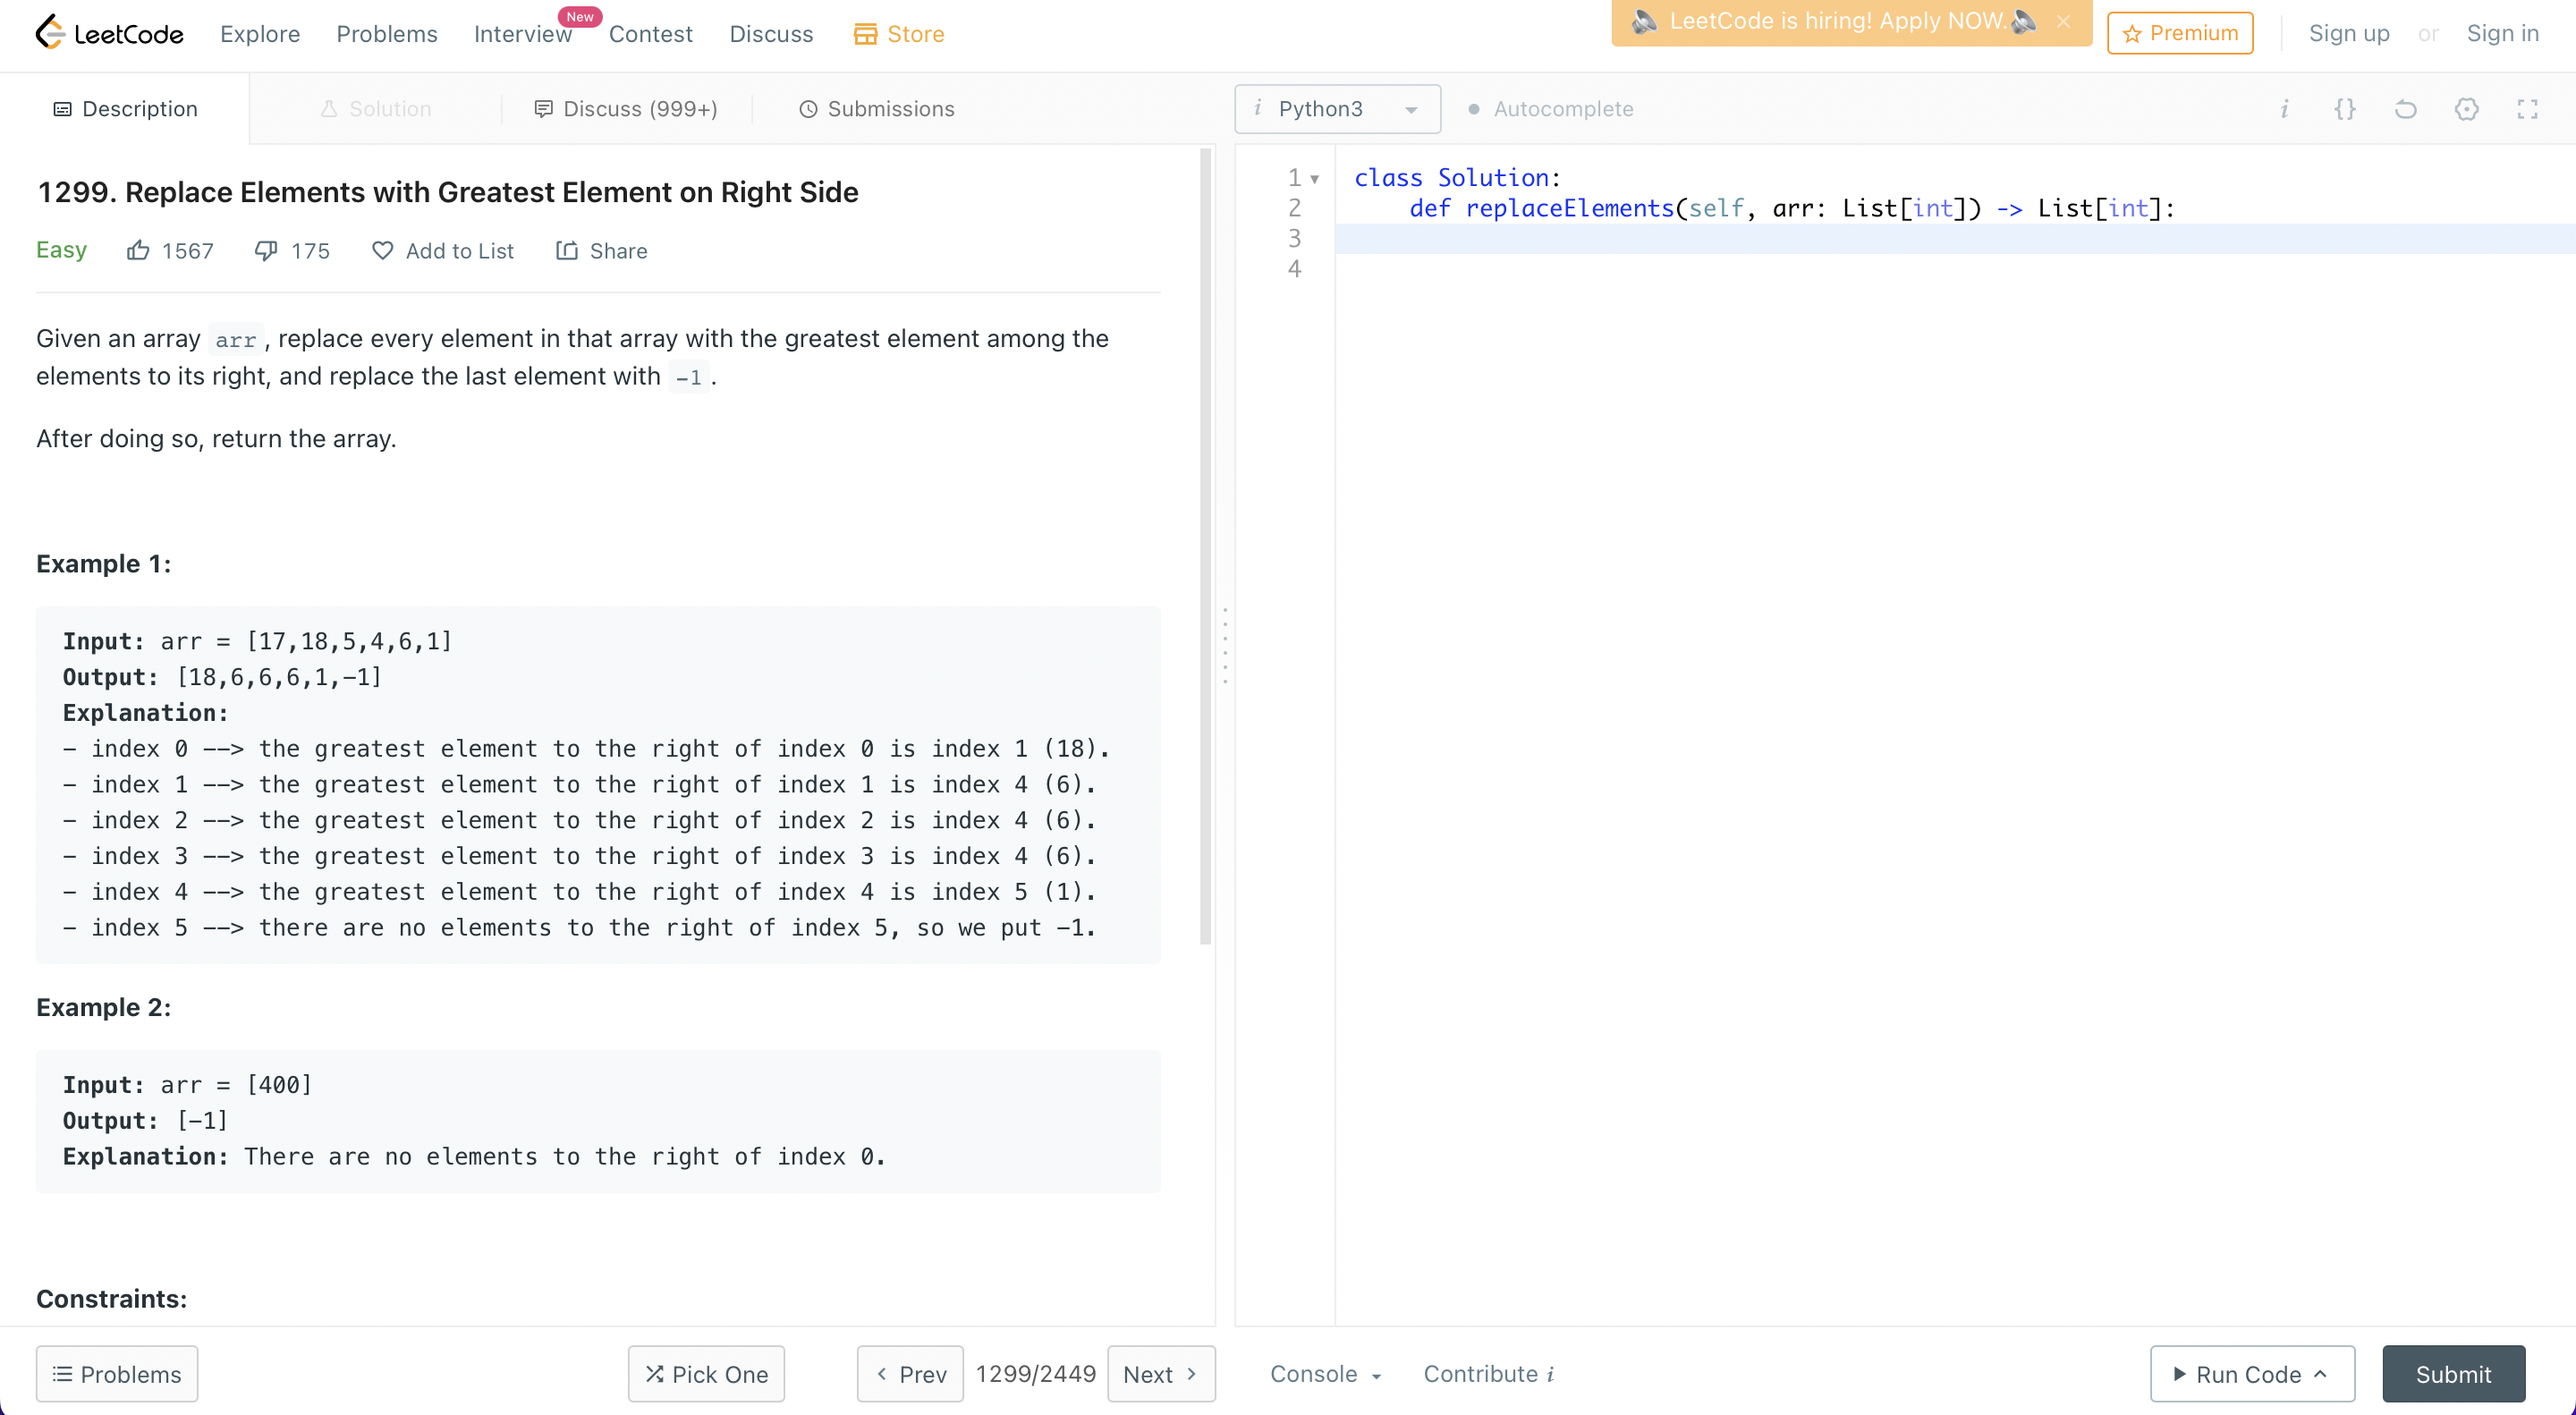 LeetCode Explore Problems Interview New Contest Discuss Store LeetCode is hiring! Apply NOW. Premium Sign up or Sign in
Description Solution Discuss (999+) Submissions
i Python3 Autocomplete i {}
1299. Replace Elements with Greatest Element on Right Side
Easy 1567 175 Add to List Share
Given an array arr, replace every element in that array with the greatest element among the
elements to its right, and replace the last element with -1.
After doing so, return the array.
Example 1:
Input: arr = [17,18,5,4,6,1]
Output: [18,6,6,6,1,-1]
Explanation:
- index 0 --> the greatest element to the right of index 0 is index 1 (18).
- index 1 --> the greatest element to the right of index 1 is index 4 (6).
- index 2 --> the greatest element to the right of index 2 is index 4 (6).
- index 3 --> the greatest element to the right of index 3 is index 4 (6).
- index 4 --> the greatest element to the right of index 4 is index 5 (1).
- index 5 --> there are no elements to the right of index 5, so we put -1.
Example 2:
Input: arr = [400]
Output: [-1]
Explanation: There are no elements to the right of index 0.
Constraints:
1 class Solution:
2     def replaceElements(self, arr: List[int]) -> List[int]:
3
4
Problems Pick One Prev 1299/2449 Next Console Contribute i Run Code Submit